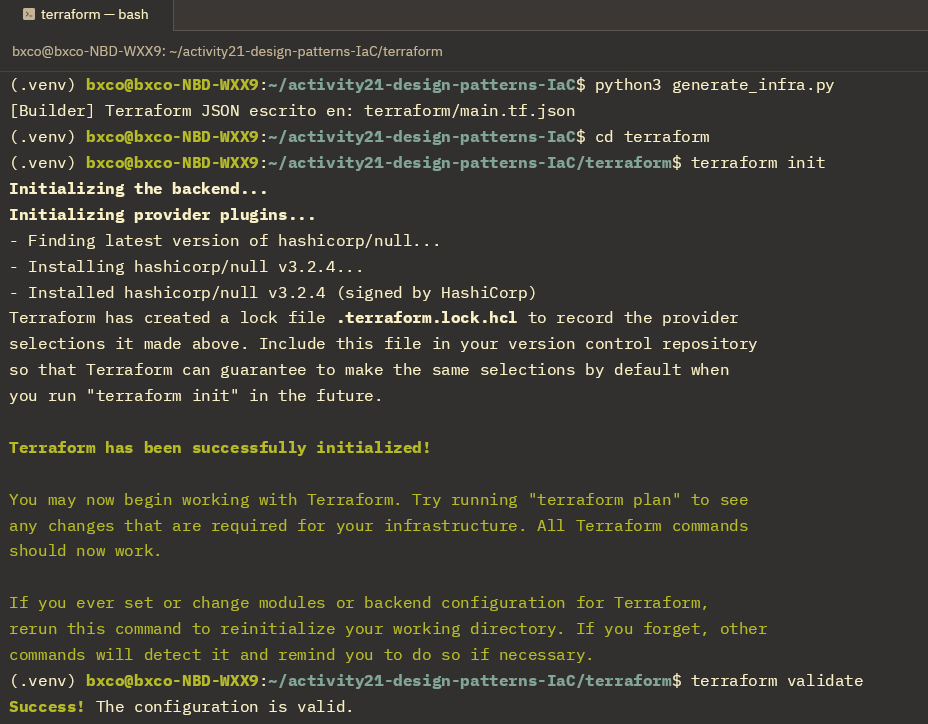 terraform — bash
bxco@bxco-NBD-WXX9: ~/activity21-design-patterns-IaC/terraform
(.venv) bxco@bxco-NBD-WXX9:~/activity21-design-patterns-IaC$ python3 generate_infra.py
[Builder] Terraform JSON escrito en: terraform/main.tf.json
(.venv) bxco@bxco-NBD-WXX9:~/activity21-design-patterns-IaC$ cd terraform
(.venv) bxco@bxco-NBD-WXX9:~/activity21-design-patterns-IaC/terraform$ terraform init
Initializing the backend...
Initializing provider plugins...
- Finding latest version of hashicorp/null...
- Installing hashicorp/null v3.2.4...
- Installed hashicorp/null v3.2.4 (signed by HashiCorp)
Terraform has created a lock file .terraform.lock.hcl to record the provider
selections it made above. Include this file in your version control repository
so that Terraform can guarantee to make the same selections by default when
you run "terraform init" in the future.
Terraform has been successfully initialized!
You may now begin working with Terraform. Try running "terraform plan" to see
any changes that are required for your infrastructure. All Terraform commands
should now work.
If you ever set or change modules or backend configuration for Terraform,
rerun this command to reinitialize your working directory. If you forget, other
commands will detect it and remind you to do so if necessary.
(.venv) bxco@bxco-NBD-WXX9:~/activity21-design-patterns-IaC/terraform$ terraform validate
Success! The configuration is valid.